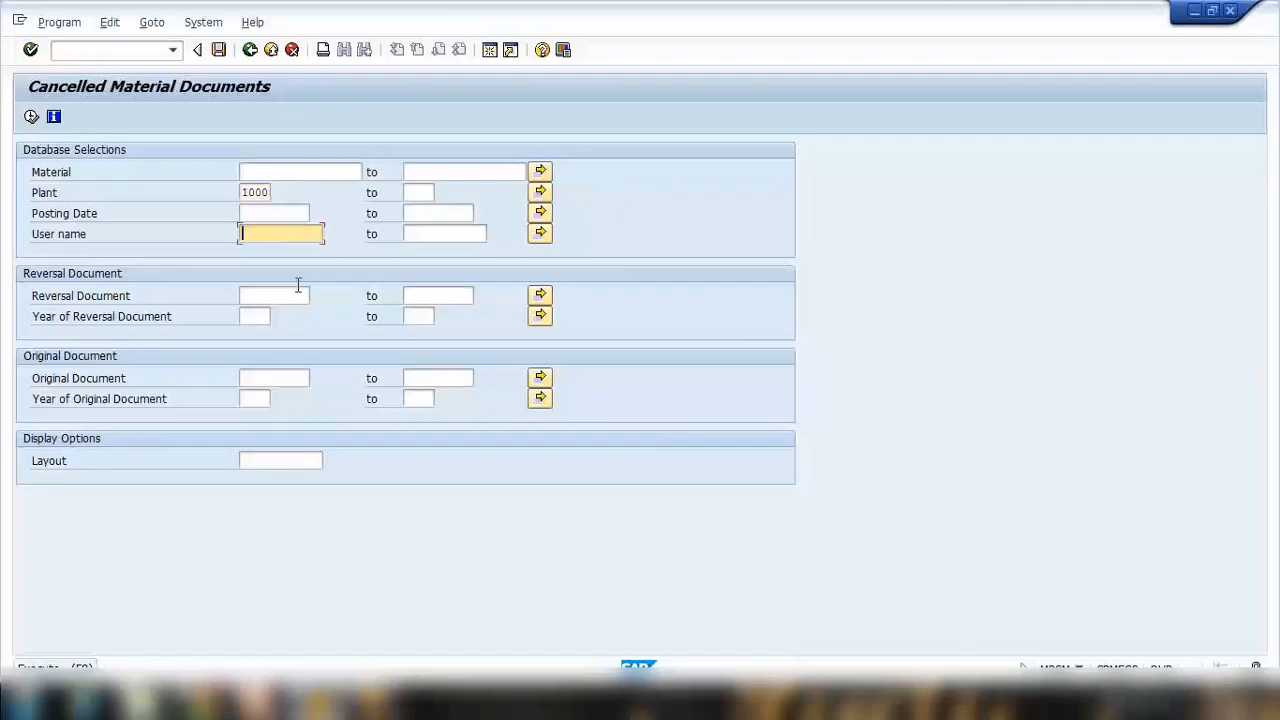 Program Edit Goto System Help
Cancelled Material Documents
Database Selections
Material to
Plant 1000 to
Posting Date to
User name to
Reversal Document
Reversal Document to
Year of Reversal Document to
Original Document
Original Document to
Year of Original Document to
Display Options
Layout
SAP